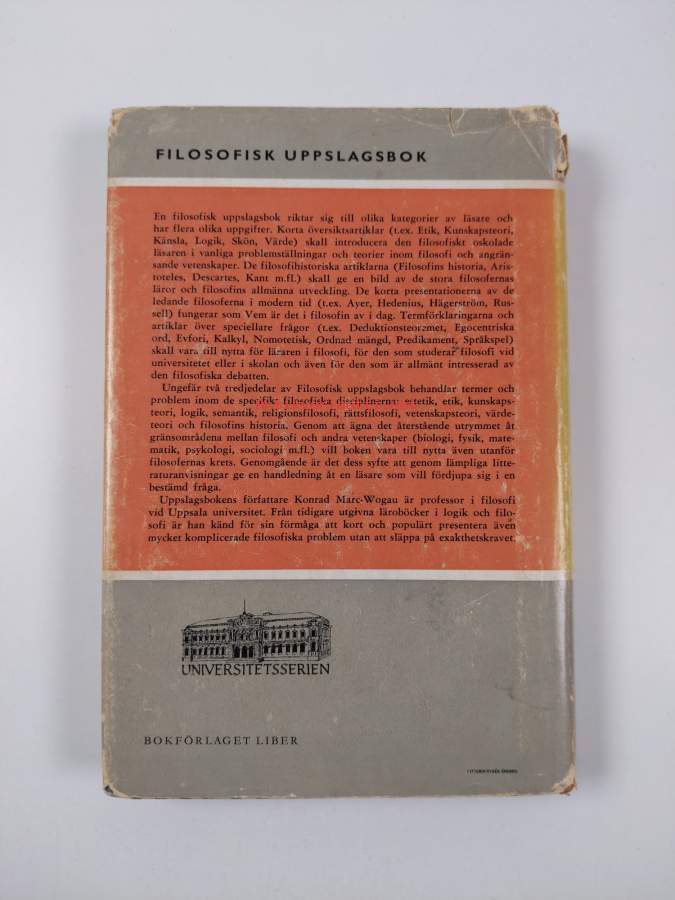 FILOSOFISK UPPSLAGSBOK
En filosofisk uppslagsbok riktar sig till olika kategorier av läsare och
har flera olika uppgifter. Korta översiktsartiklar (t.ex. Etik, Kunskapsteori,
Känsla, Logik, Skön, Värde) skall introducera den filosofiskt oskolade
läsaren i vanliga problemställningar och teorier inom filosofi och angrän-
sande vetenskaper. De filosofihistoriska artiklarna (Filosofins historia, Aris-
toteles, Descartes, Kant m.fl.) skall ge en bild av de stora filosofernas
läror och filosofins allmänna utveckling. De korta presentationerna av de
ledande filosoferna i modern tid (t.ex. Ayer, Hedenius, Hägerström, Rus-
sell) fungerar som Vem är det i filosofin av i dag. Termförklaringarna och
artiklar över speciellare frågor (t.ex. Deduktionsteoremet, Egocentriska
ord, Evfori, Kalkyl, Nomotetisk, Ordnad mängd, Predikament, Språkspel)
skall vara till nytta för läraren i filosofi, för den som studerar filosofi vid
universitetet eller i skolan och även för den som är allmänt intresserad av
den filosofiska debatten.
Ungefär två tredjedelar av Filosofisk uppslagsbok behandlar termer och
problem inom de specifik filosofiska disciplinerna estetik, etik, kunskaps-
teori, logik, semantik, religionsfilosofi, rättsfilosofi, vetenskapsteori, värde-
teori och filosofins historia. Genom att ägna det återstående utrymmet åt
gränsområdena mellan filosofi och andra vetenskaper (biologi, fysik, mate-
matik, psykologi, sociologi m.fl.) vill boken vara till nytta även utanför
filosofernas krets. Genomgående är det dess syfte att genom lämpliga litte-
raturanvisningar ge en handledning åt en läsare som vill fördjupa sig i en
bestämd fråga.
Uppslagsbokens författare Konrad Marc-Wogau är professor i filosofi
vid Uppsala universitet. Från tidigare utgivna läroböcker i logik och filo-
sofi är han känd för sin förmåga att kort och populärt presentera även
mycket komplicerade filosofiska problem utan att släppa på exakthetskravet.
UNIVERSITETSSERIEN
BOKFÖRLAGET LIBER